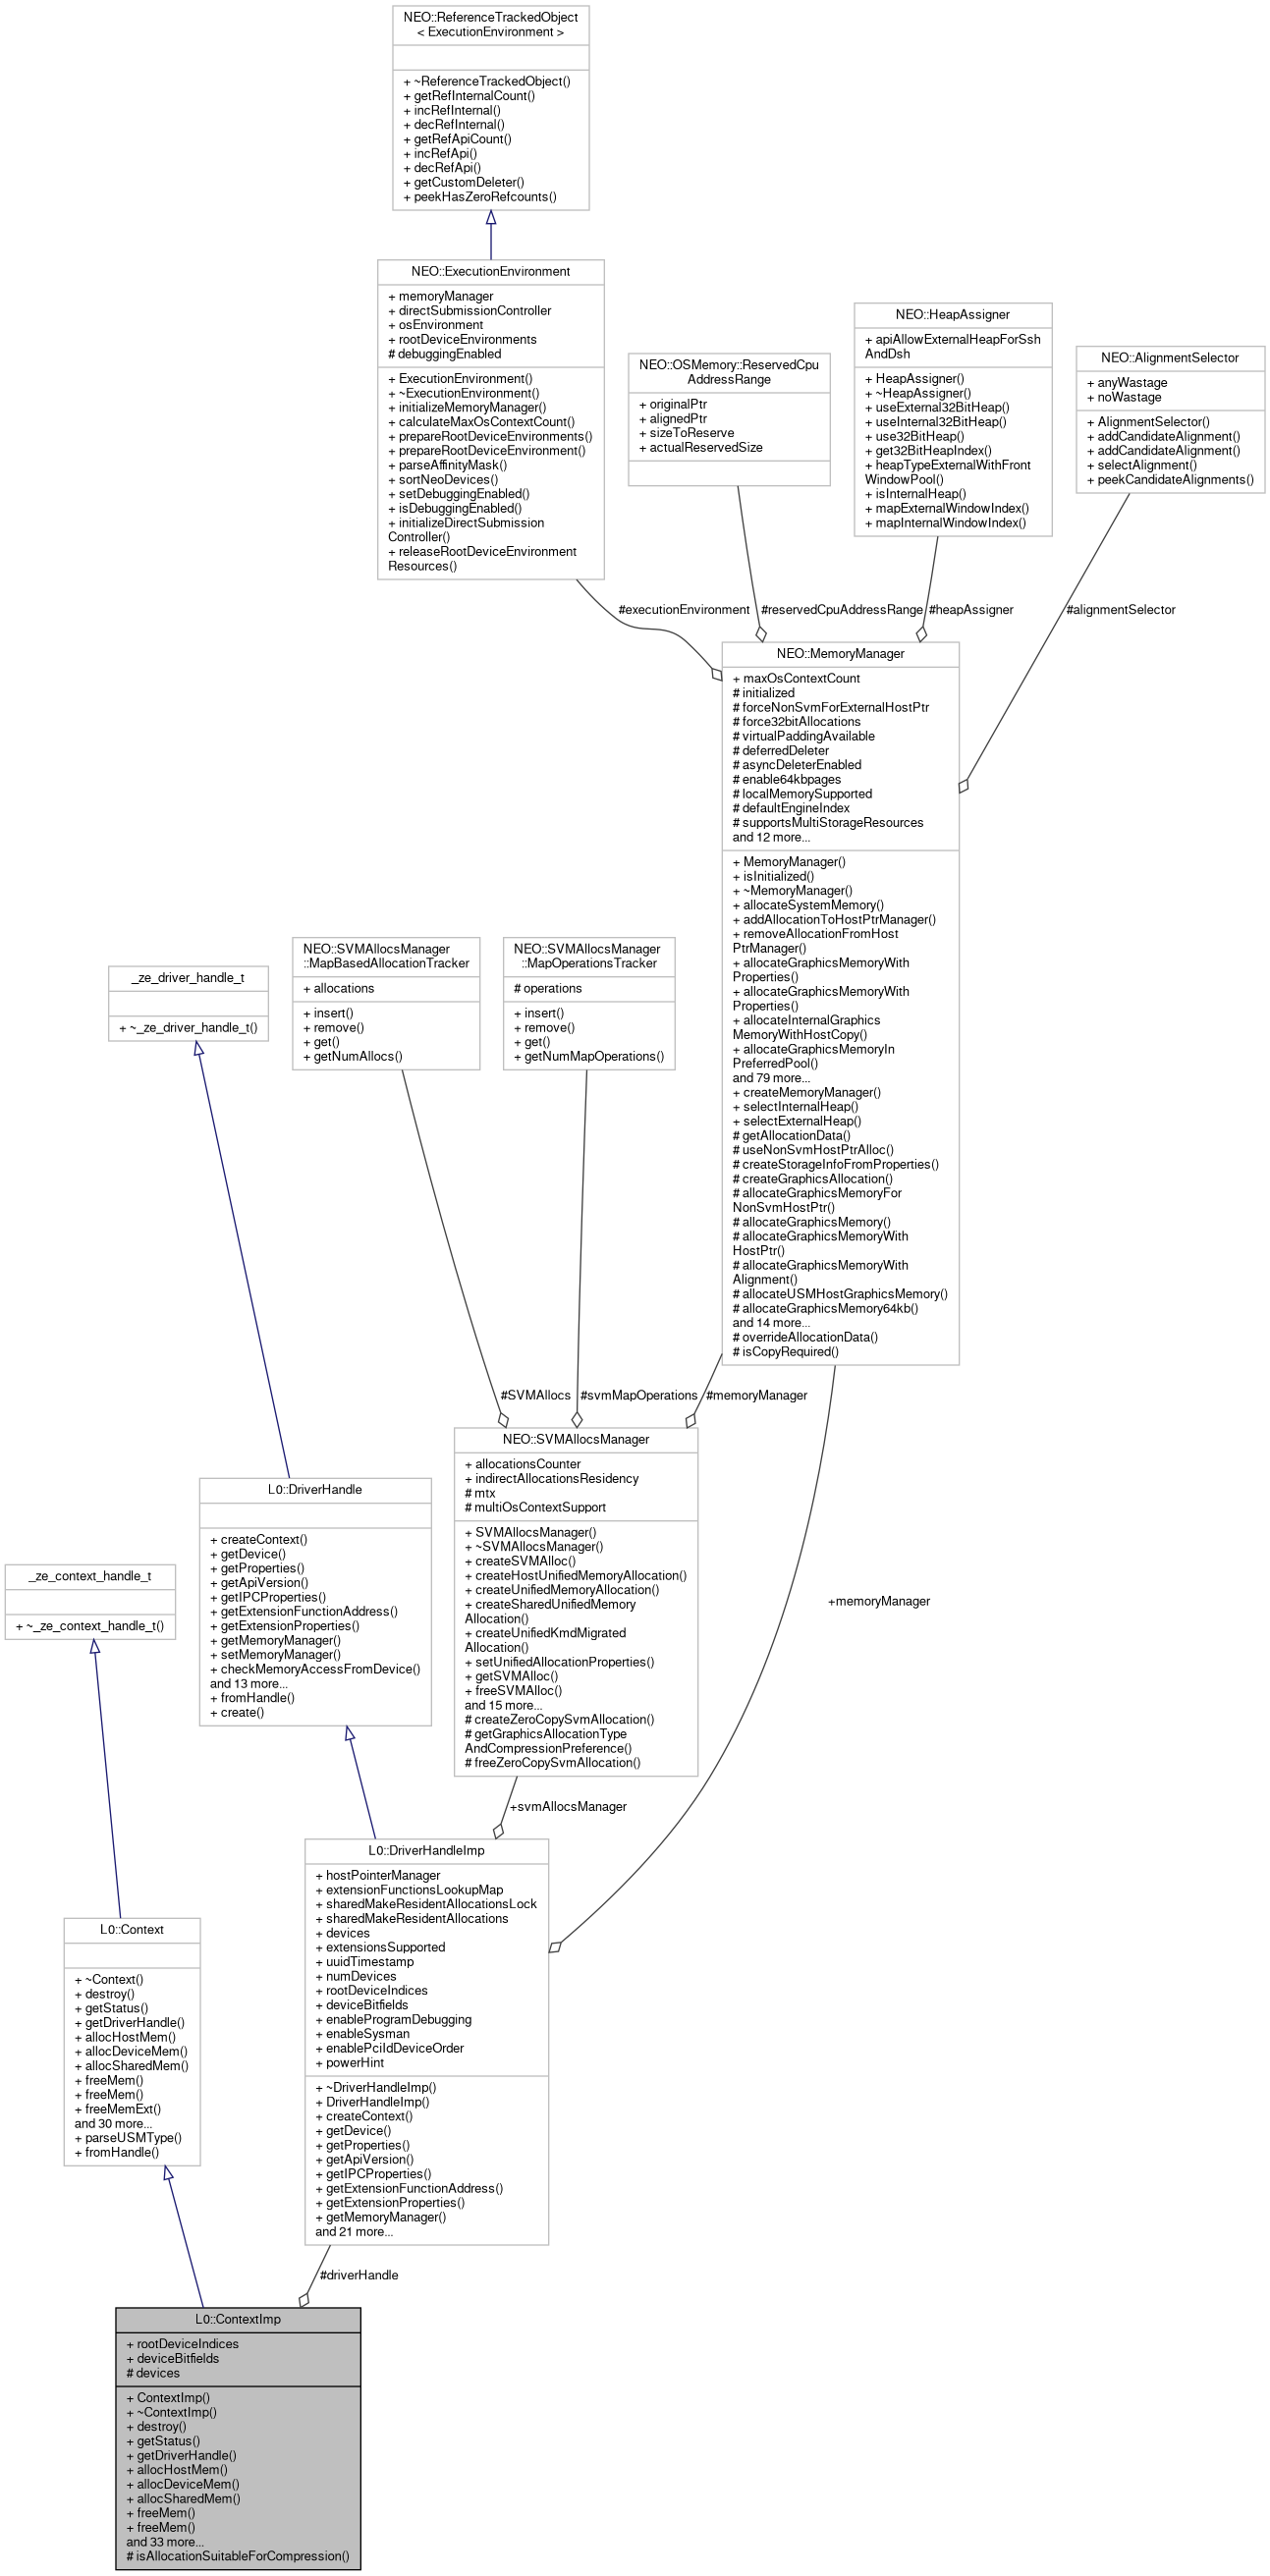 NEO::ReferenceTrackedObject
< ExecutionEnvironment >
+ ~ReferenceTrackedObject()
+ getRefInternalCount()
+ incRefInternal()
+ decRefInternal()
+ getRefApiCount()
+ incRefApi()
+ decRefApi()
+ getCustomDeleter()
+ peekHasZeroRefcounts()
NEO::ExecutionEnvironment
+ memoryManager
+ directSubmissionController
+ osEnvironment
+ rootDeviceEnvironments
# debuggingEnabled
+ ExecutionEnvironment()
+ ~ExecutionEnvironment()
+ initializeMemoryManager()
+ calculateMaxOsContextCount()
+ prepareRootDeviceEnvironments()
+ prepareRootDeviceEnvironment()
+ parseAffinityMask()
+ sortNeoDevices()
+ setDebuggingEnabled()
+ isDebuggingEnabled()
+ initializeDirectSubmission
Controller()
+ releaseRootDeviceEnvironment
Resources()
NEO::OSMemory::ReservedCpu
AddressRange
+ originalPtr
+ alignedPtr
+ sizeToReserve
+ actualReservedSize
NEO::HeapAssigner
+ apiAllowExternalHeapForSsh
AndDsh
+ HeapAssigner()
+ ~HeapAssigner()
+ useExternal32BitHeap()
+ useInternal32BitHeap()
+ use32BitHeap()
+ get32BitHeapIndex()
+ heapTypeExternalWithFront
WindowPool()
+ isInternalHeap()
+ mapExternalWindowIndex()
+ mapInternalWindowIndex()
NEO::AlignmentSelector
+ anyWastage
+ noWastage
+ AlignmentSelector()
+ addCandidateAlignment()
+ addCandidateAlignment()
+ selectAlignment()
+ peekCandidateAlignments()
#executionEnvironment
#reservedCpuAddressRange
#heapAssigner
#alignmentSelector
NEO::MemoryManager
+ maxOsContextCount
# initialized
# forceNonSvmForExternalHostPtr
# force32bitAllocations
# virtualPaddingAvailable
# deferredDeleter
# asyncDeleterEnabled
# enable64kbpages
# localMemorySupported
# defaultEngineIndex
# supportsMultiStorageResources
and 12 more...
+ MemoryManager()
+ isInitialized()
+ ~MemoryManager()
+ allocateSystemMemory()
+ addAllocationToHostPtrManager()
+ removeAllocationFromHost
PtrManager()
+ allocateGraphicsMemoryWith
Properties()
+ allocateGraphicsMemoryWith
Properties()
+ allocateInternalGraphics
MemoryWithHostCopy()
+ allocateGraphicsMemoryIn
PreferredPool()
and 79 more...
+ createMemoryManager()
+ selectInternalHeap()
+ selectExternalHeap()
# getAllocationData()
# useNonSvmHostPtrAlloc()
# createStorageInfoFromProperties()
# createGraphicsAllocation()
# allocateGraphicsMemoryFor
NonSvmHostPtr()
# allocateGraphicsMemory()
# allocateGraphicsMemoryWith
HostPtr()
# allocateGraphicsMemoryWith
Alignment()
# allocateUSMHostGraphicsMemory()
# allocateGraphicsMemory64kb()
and 14 more...
# overrideAllocationData()
# isCopyRequired()
NEO::SVMAllocsManager
::MapBasedAllocationTracker
+ allocations
+ insert()
+ remove()
+ get()
+ getNumAllocs()
NEO::SVMAllocsManager
::MapOperationsTracker
# operations
+ insert()
+ remove()
+ get()
+ getNumMapOperations()
_ze_driver_handle_t
+ ~_ze_driver_handle_t()
#SVMAllocs
#svmMapOperations
#memoryManager
NEO::SVMAllocsManager
+ allocationsCounter
+ indirectAllocationsResidency
# mtx
# multiOsContextSupport
+ SVMAllocsManager()
+ ~SVMAllocsManager()
+ createSVMAlloc()
+ createHostUnifiedMemoryAllocation()
+ createUnifiedMemoryAllocation()
+ createSharedUnifiedMemory
Allocation()
+ createUnifiedKmdMigrated
Allocation()
+ setUnifiedAllocationProperties()
+ getSVMAlloc()
+ freeSVMAlloc()
and 15 more...
# createZeroCopySvmAllocation()
# getGraphicsAllocationType
AndCompressionPreference()
# freeZeroCopySvmAllocation()
L0::DriverHandle
+ createContext()
+ getDevice()
+ getProperties()
+ getApiVersion()
+ getIPCProperties()
+ getExtensionFunctionAddress()
+ getExtensionProperties()
+ getMemoryManager()
+ setMemoryManager()
+ checkMemoryAccessFromDevice()
and 13 more...
+ fromHandle()
+ create()
_ze_context_handle_t
+ ~_ze_context_handle_t()
+memoryManager
+svmAllocsManager
L0::DriverHandleImp
+ hostPointerManager
+ extensionFunctionsLookupMap
+ sharedMakeResidentAllocationsLock
+ sharedMakeResidentAllocations
+ devices
+ extensionsSupported
+ uuidTimestamp
+ numDevices
+ rootDeviceIndices
+ deviceBitfields
+ enableProgramDebugging
+ enableSysman
+ enablePciIdDeviceOrder
+ powerHint
+ ~DriverHandleImp()
+ DriverHandleImp()
+ createContext()
+ getDevice()
+ getProperties()
+ getApiVersion()
+ getIPCProperties()
+ getExtensionFunctionAddress()
+ getExtensionProperties()
+ getMemoryManager()
and 21 more...
L0::Context
+ ~Context()
+ destroy()
+ getStatus()
+ getDriverHandle()
+ allocHostMem()
+ allocDeviceMem()
+ allocSharedMem()
+ freeMem()
+ freeMem()
+ freeMemExt()
and 30 more...
+ parseUSMType()
+ fromHandle()
#driverHandle
L0::ContextImp
+ rootDeviceIndices
+ deviceBitfields
# devices
+ ContextImp()
+ ~ContextImp()
+ destroy()
+ getStatus()
+ getDriverHandle()
+ allocHostMem()
+ allocDeviceMem()
+ allocSharedMem()
+ freeMem()
+ freeMem()
and 33 more...
# isAllocationSuitableForCompression()